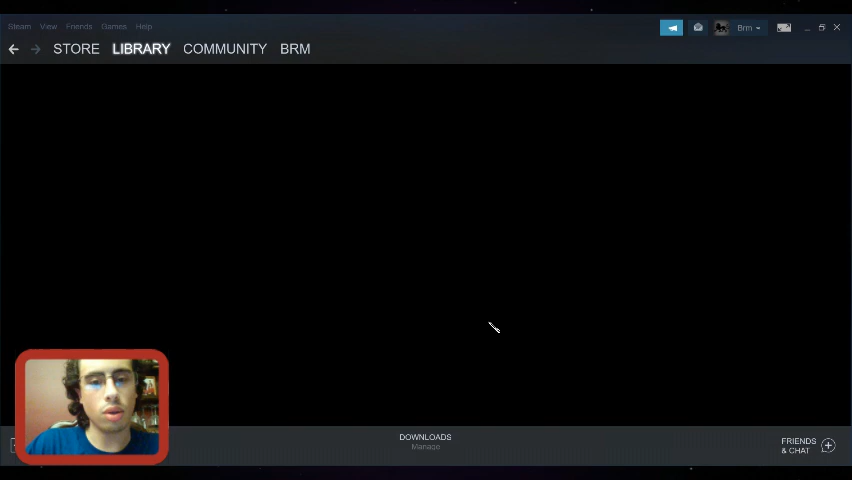 Steam View Friends Games Help
Brm
STORE LIBRARY COMMUNITY BRM
DOWNLOADS
Manage
FRIENDS
& CHAT